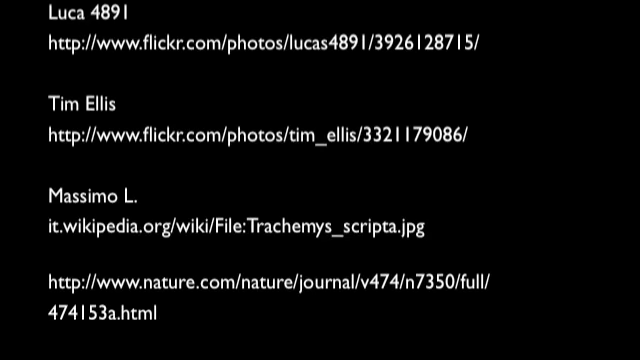 Luca 4891
http://www.flickr.com/photos/lucas4891/3926128715/
Tim Ellis
http://www.flickr.com/photos/tim_ellis/3321179086/
Massimo L.
it.wikipedia.org/wiki/File:Trachemys_scripta.jpg
http://www.nature.com/nature/journal/v474/n7350/full/
474153a.html